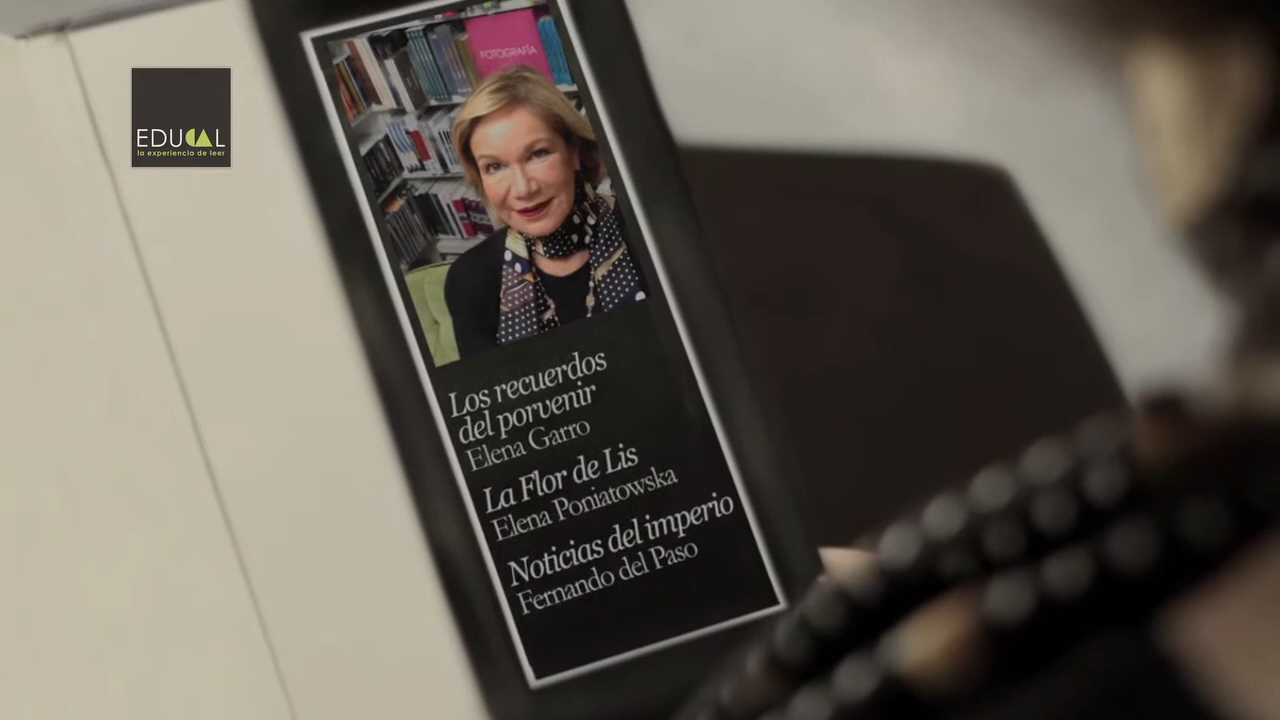 EDUCAL
la experiencia de leer
FOTOGRAFÍA
Los recuerdos
del porvenir
Elena Garro
La Flor de Lis
Elena Poniatowska
Noticias del imperio
Fernando del Paso